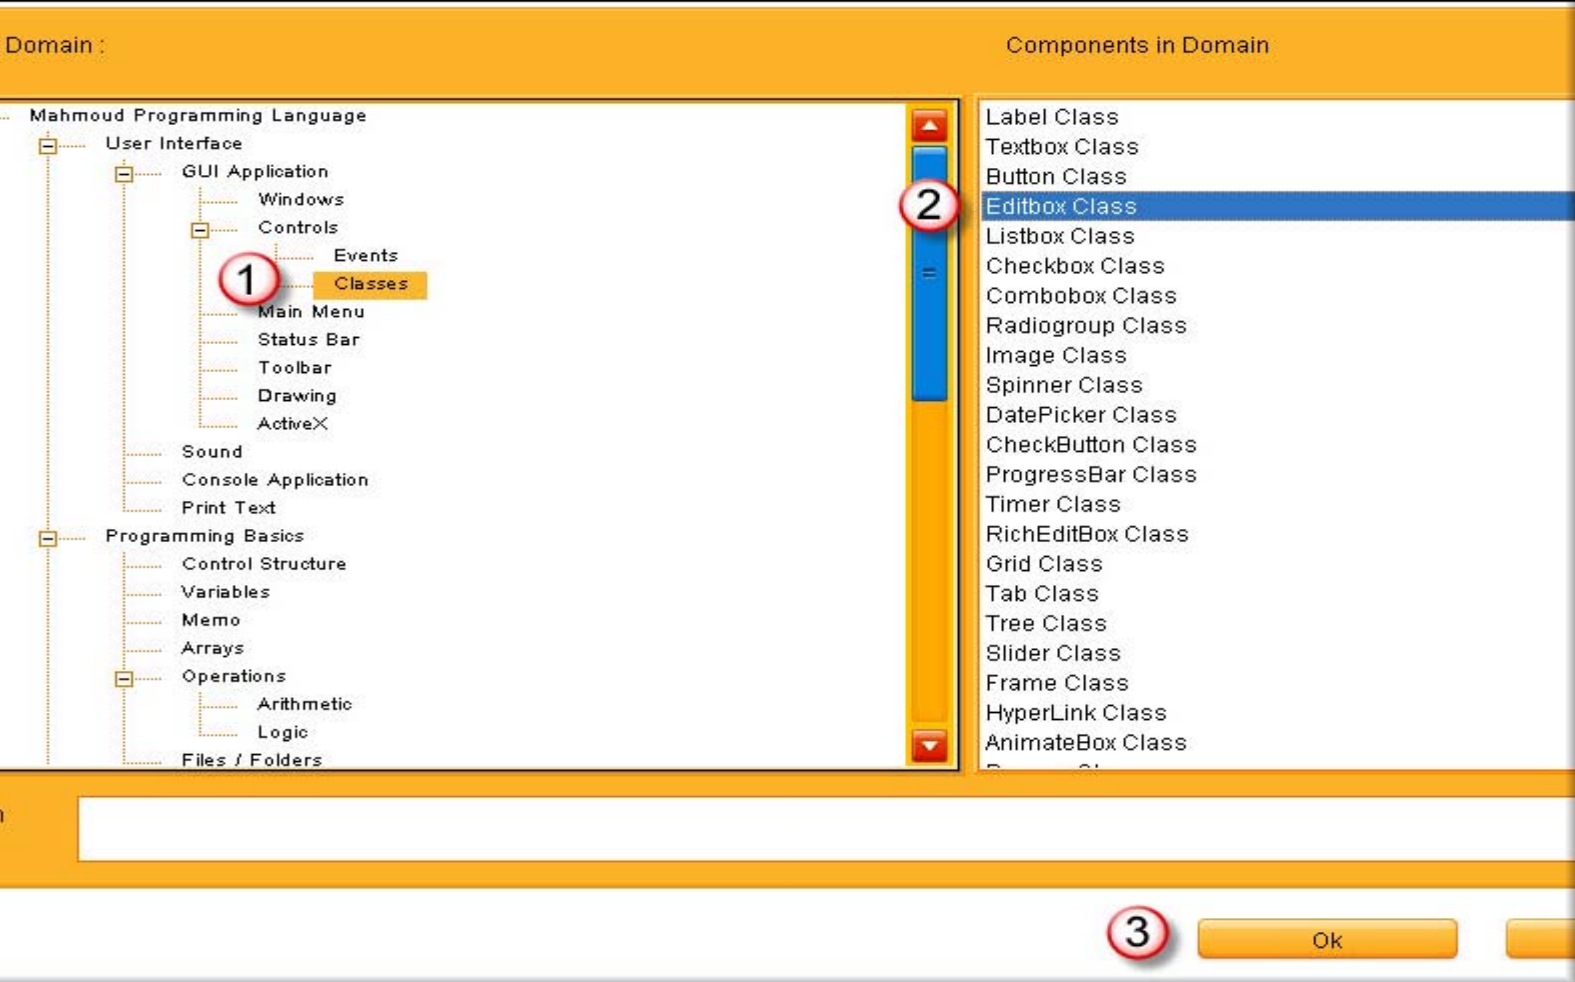 Domain :
Components in Domain
Mahmoud Programming Language
User Interface
GUI Application
Windows
Controls
Events
Classes
Main Menu
Status Bar
Toolbar
Drawing
ActiveX
Sound
Console Application
Print Text
Programming Basics
Control Structure
Variables
Memo
Arrays
Operations
Arithmetic
Logic
Files / Folders
1
2
Label Class
Textbox Class
Button Class
Editbox Class
Listbox Class
Checkbox Class
Combobox Class
Radiogroup Class
Image Class
Spinner Class
DatePicker Class
CheckButton Class
ProgressBar Class
Timer Class
RichEditBox Class
Grid Class
Tab Class
Tree Class
Slider Class
Frame Class
HyperLink Class
AnimateBox Class
3
Ok